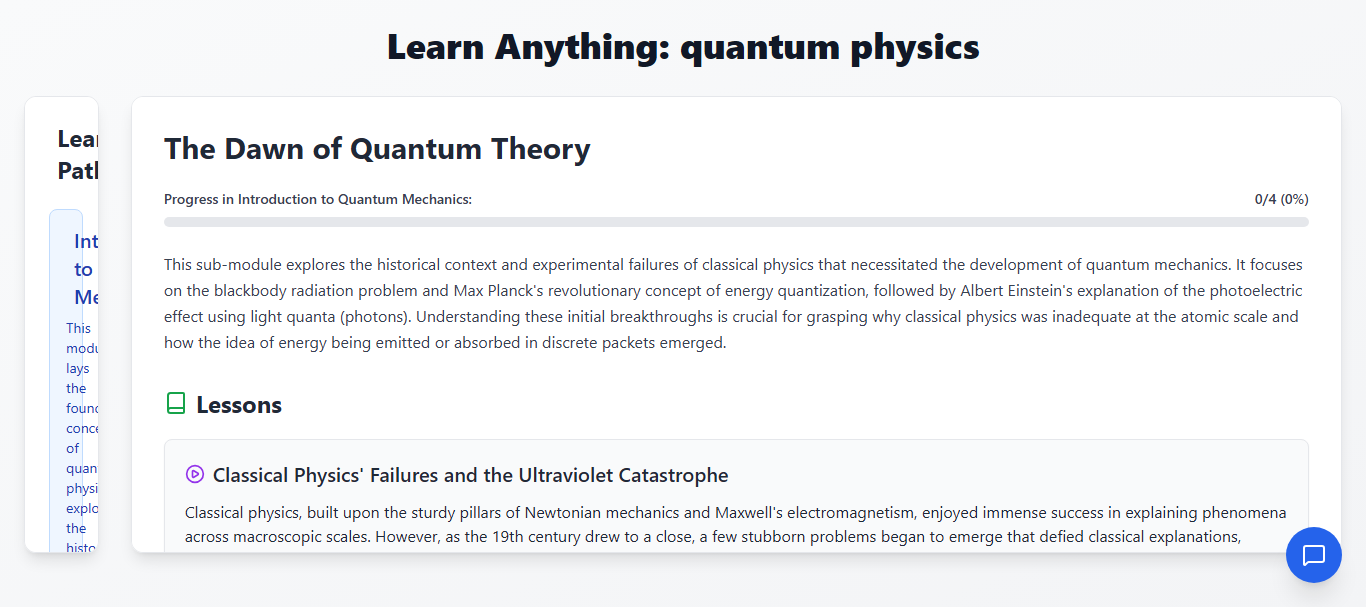 Learn Anything: quantum physics
Lear
Path
Int
to
Me
This
modu
lays
the
found
conce
of
quan
physi
explo
the
histo
The Dawn of Quantum Theory
Progress in Introduction to Quantum Mechanics: 0/4 (0%)
This sub-module explores the historical context and experimental failures of classical physics that necessitated the development of quantum mechanics. It focuses
on the blackbody radiation problem and Max Planck's revolutionary concept of energy quantization, followed by Albert Einstein's explanation of the photoelectric
effect using light quanta (photons). Understanding these initial breakthroughs is crucial for grasping why classical physics was inadequate at the atomic scale and
how the idea of energy being emitted or absorbed in discrete packets emerged.
Lessons
Classical Physics' Failures and the Ultraviolet Catastrophe
Classical physics, built upon the sturdy pillars of Newtonian mechanics and Maxwell's electromagnetism, enjoyed immense success in explaining phenomena
across macroscopic scales. However, as the 19th century drew to a close, a few stubborn problems began to emerge that defied classical explanations,